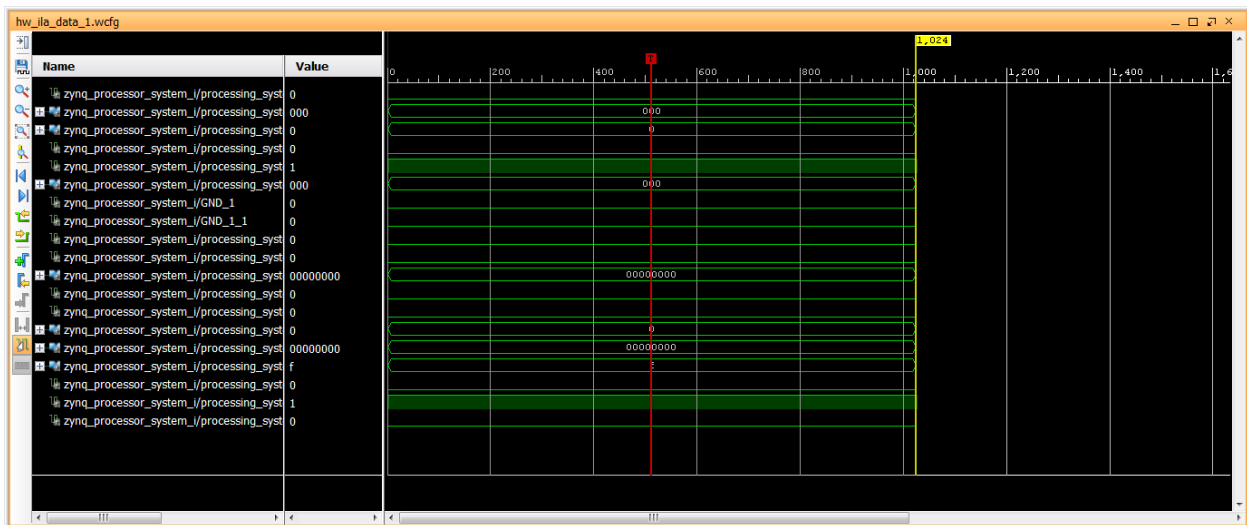 hw_ila_data_1.wcfg
1,024
Name Value
T
0 200 400 600 800 1,000 1,200 1,400 1,6
zynq_processor_system_i/processing_syst 0
zynq_processor_system_i/processing_syst 000 000
zynq_processor_system_i/processing_syst 0 0
zynq_processor_system_i/processing_syst 0
zynq_processor_system_i/processing_syst 1
zynq_processor_system_i/processing_syst 000 000
zynq_processor_system_i/GND_1 0
zynq_processor_system_i/GND_1_1 0
zynq_processor_system_i/processing_syst 0
zynq_processor_system_i/processing_syst 0
zynq_processor_system_i/processing_syst 00000000 00000000
zynq_processor_system_i/processing_syst 0
zynq_processor_system_i/processing_syst 0
zynq_processor_system_i/processing_syst 0 0
zynq_processor_system_i/processing_syst 00000000 00000000
zynq_processor_system_i/processing_syst f f
zynq_processor_system_i/processing_syst 0
zynq_processor_system_i/processing_syst 1
zynq_processor_system_i/processing_syst 0